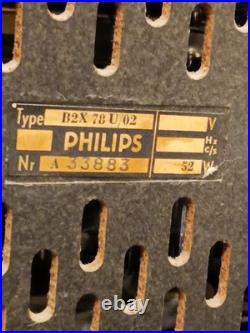 Type B2X 78 U/02 V
PHILIPS Hz c/s
Nr A 33883 52 W